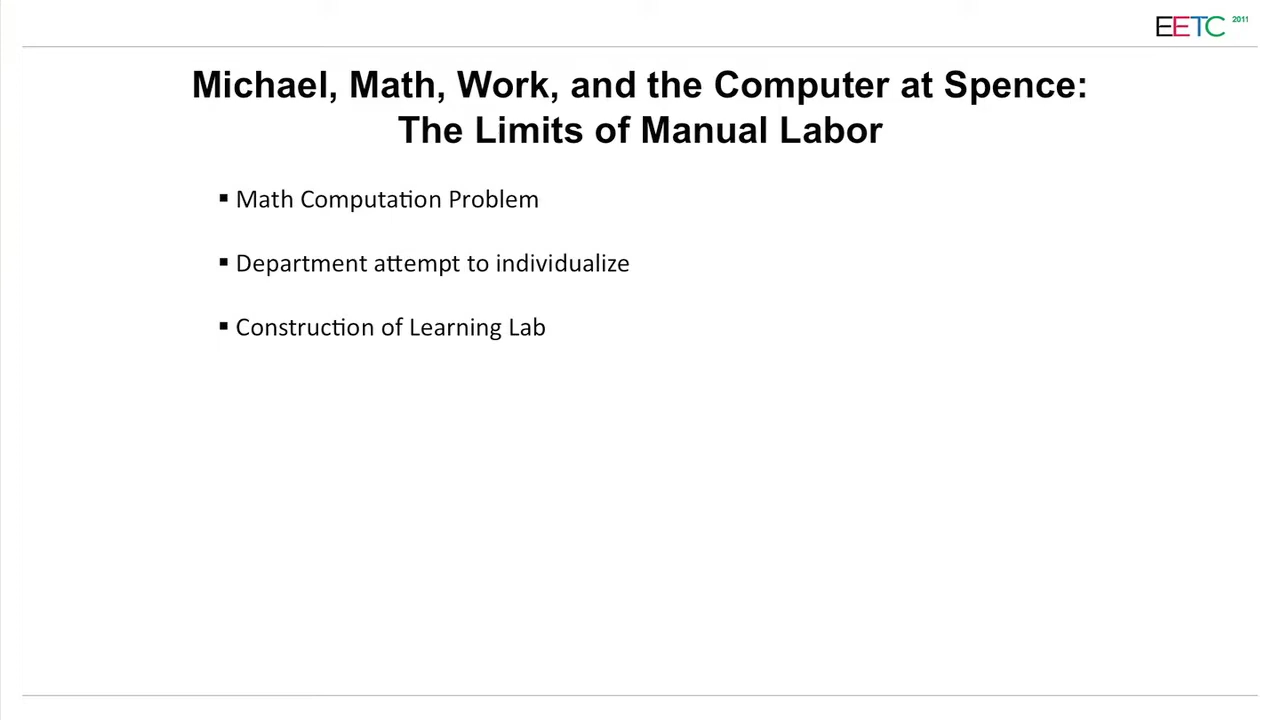 EETC 2011
Michael, Math, Work, and the Computer at Spence:
The Limits of Manual Labor
▪ Math Computation Problem
▪ Department attempt to individualize
▪ Construction of Learning Lab